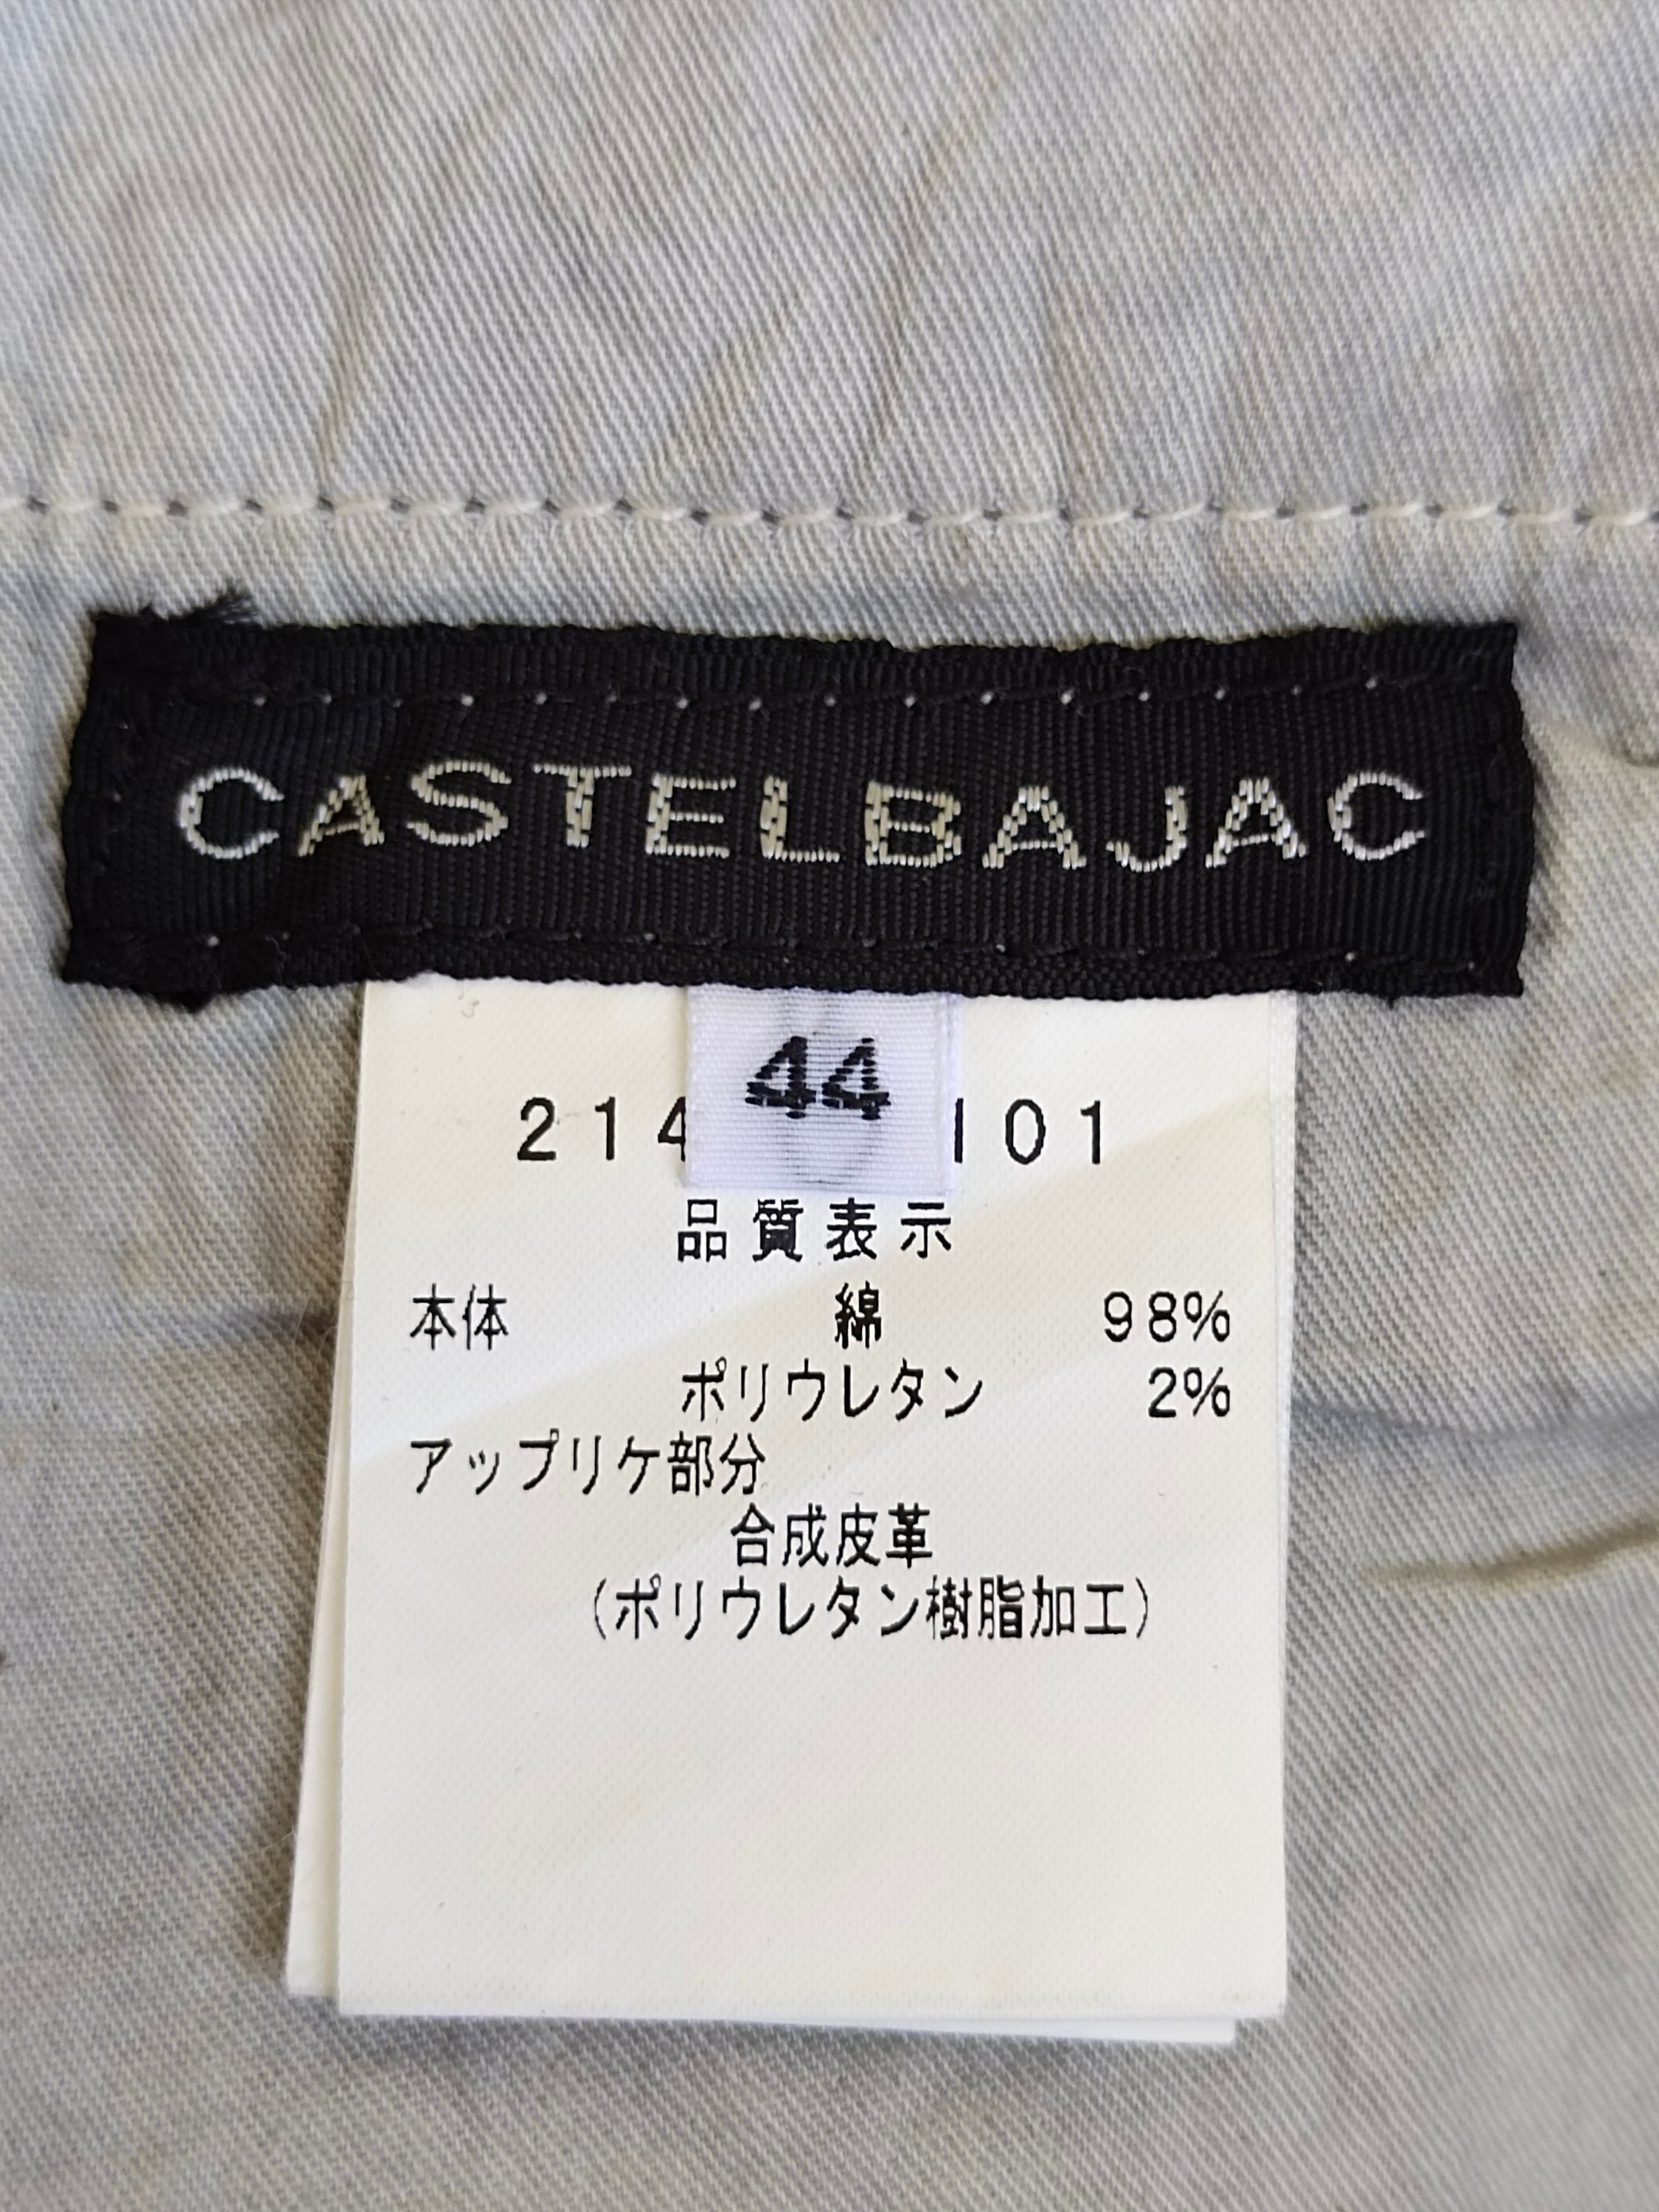 CASTELBAJAC
44
214 101
品質表示
本体 綿 98%
ポリウレタン 2%
アップリケ部分
合成皮革
(ポリウレタン樹脂加工)